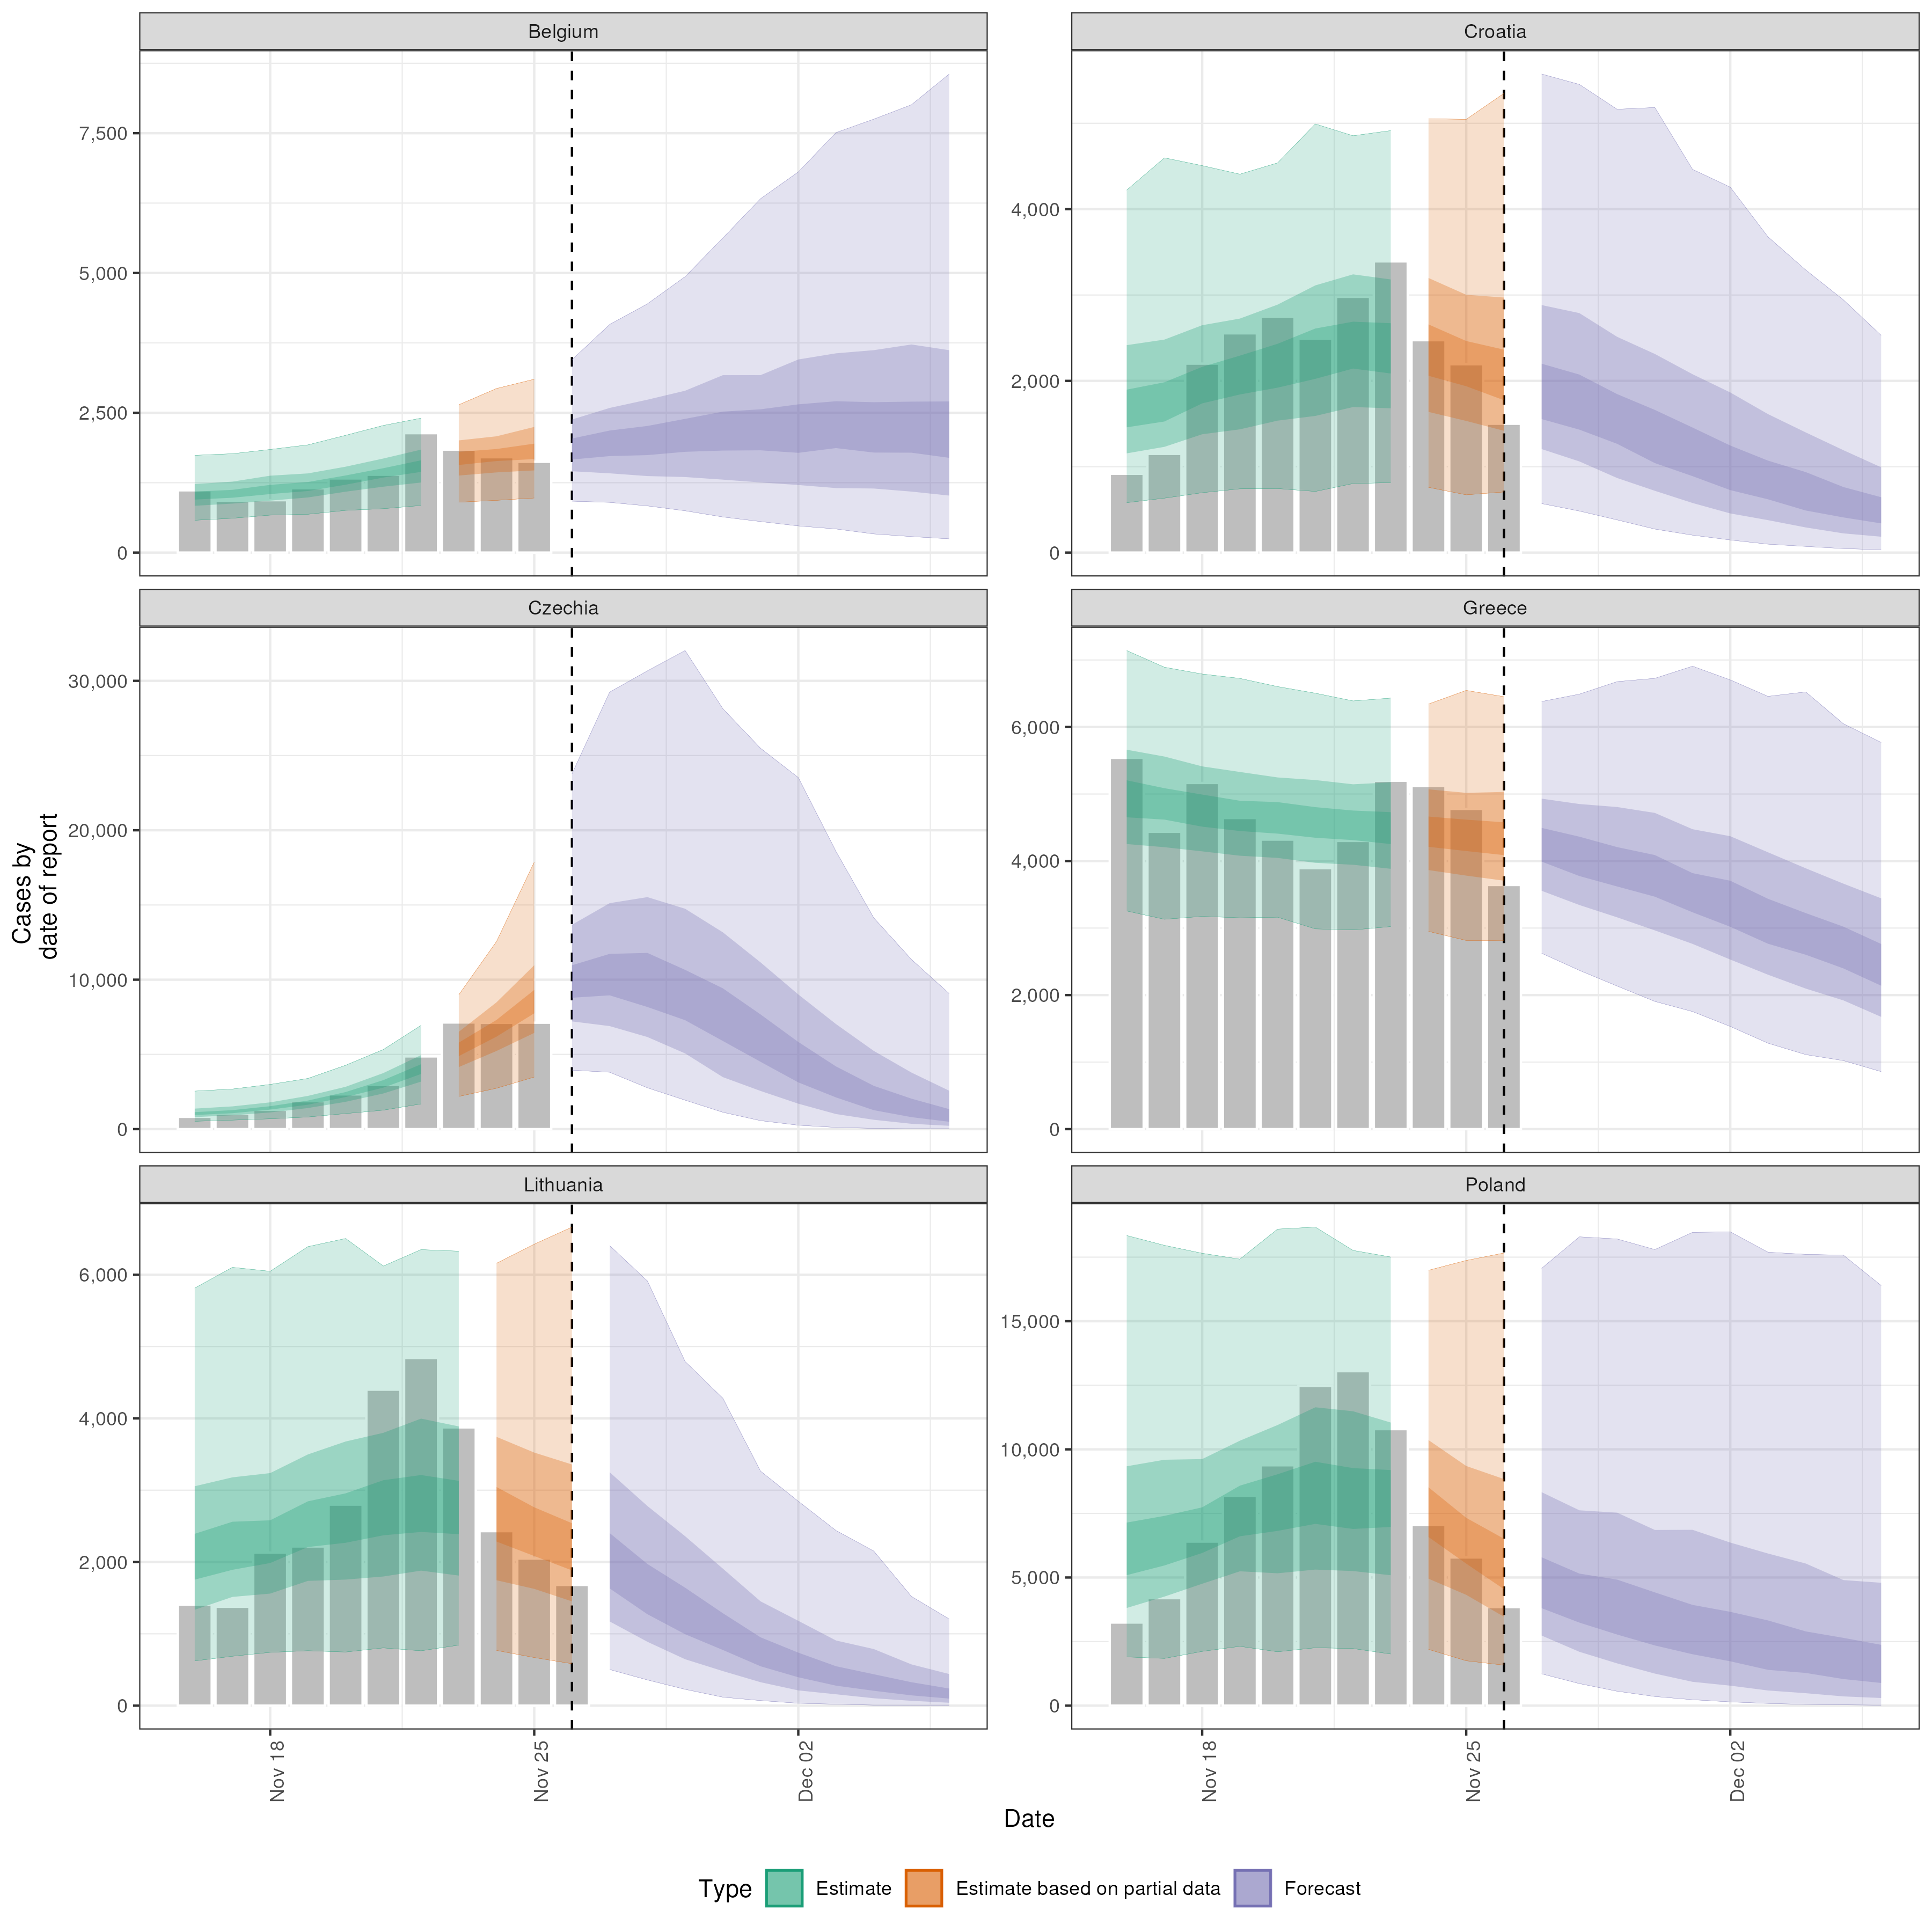 Belgium
Croatia
7,500
5,000
2,500
0
4,000
2,000
0
Czechia
Greece
30,000
20,000
10,000
0
6,000
4,000
2,000
0
Cases by
date of report
Lithuania
Poland
6,000
4,000
2,000
0
15,000
10,000
5,000
0
Nov 18
Nov 25
Dec 02
Nov 18
Nov 25
Dec 02
Date
Type
Estimate
Estimate based on partial data
Forecast